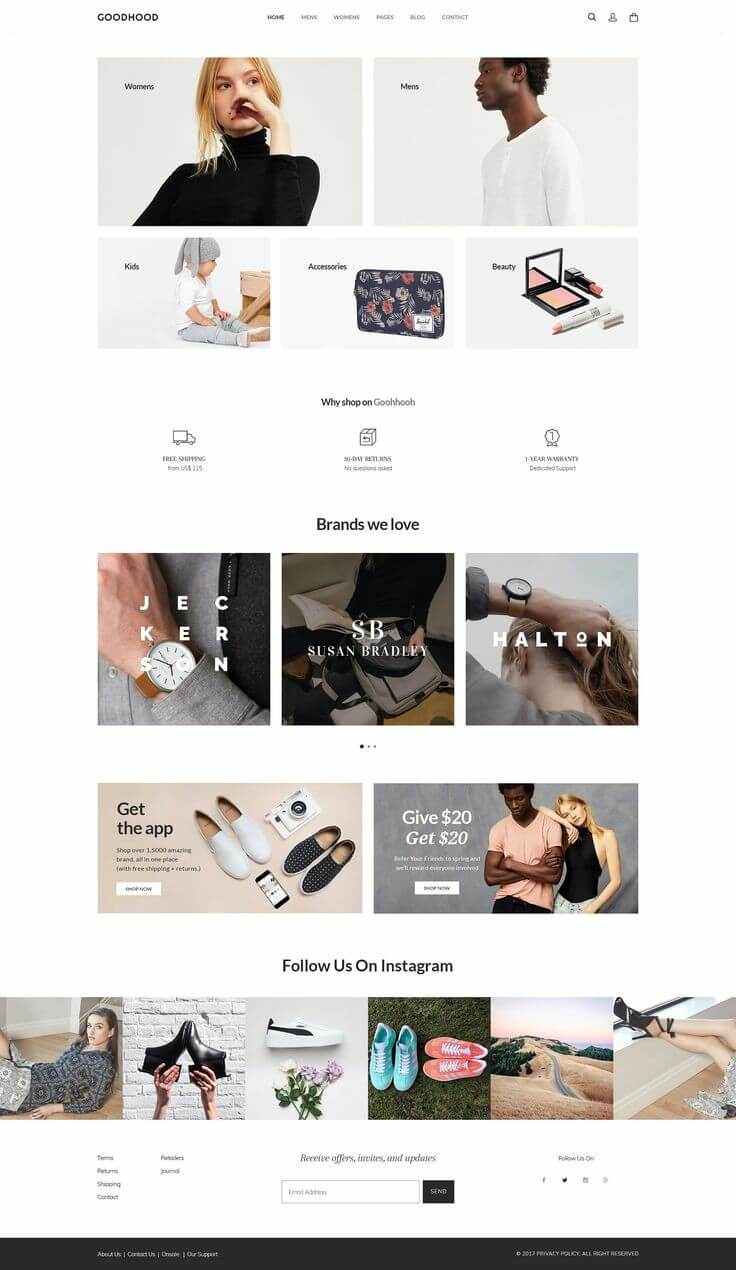 GOODHOOD
HOME MENS WOMENS PAGES BLOG CONTACT
Womens
Mens
Kids
Accessories
Beauty
Herschel
Why shop on Goohhooh
FREE SHIPPING
from US$ 115
30-DAY RETURNS
No questions asked
1-YEAR WARRANTY
Dedicated Support
Brands we love
JEC
KER
SON
ŜB
SUSAN BRADLEY
HALTON
Get
the app
Shop over 1,5000 amazing
brand, all in one place
(with free shipping + returns.)
SHOP NOW
Give $20
Get $20
Refer Your Friends to spring and
we'll reward everyone involved
SHOP NOW
Follow Us On Instagram
Terms
Returns
Shipping
Contact
Retailers
Journal
Receive offers, invites, and updates
Email Address
SEND
Follow Us On
About Us | Contact Us | Onsale | Our Support
© 2017 PRIVACY POLICY, ALL RIGHT RESERVED